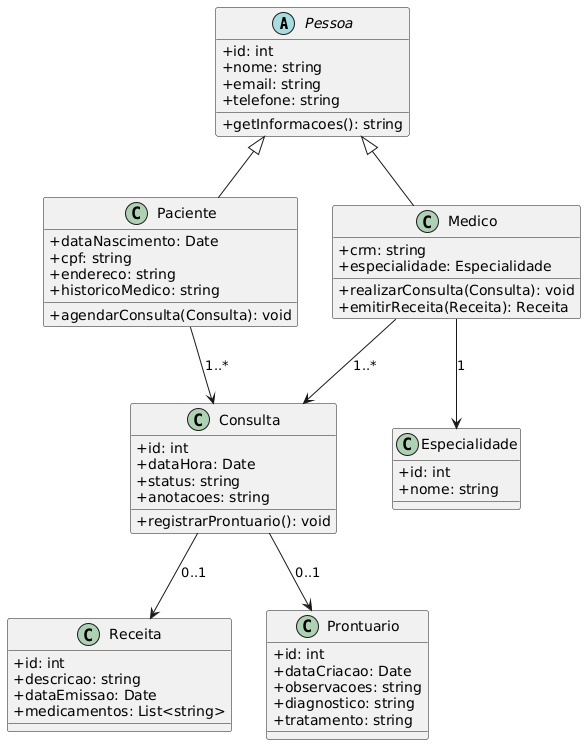 A Pessoa
+id: int
+nome: string
+email: string
+telefone: string
+getInformacoes(): string
C Paciente
+dataNascimento: Date
+cpf: string
+endereco: string
+historicoMedico: string
+agendarConsulta(Consulta): void
C Medico
+crm: string
+especialidade: Especialidade
+realizarConsulta(Consulta): void
+emitirReceita(Receita): Receita
1..*
1..*
1
C Consulta
+id: int
+dataHora: Date
+status: string
+anotacoes: string
+registrarProntuario(): void
C Especialidade
+id: int
+nome: string
0..1
0..1
C Receita
+id: int
+descricao: string
+dataEmissao: Date
+medicamentos: List<string>
C Prontuario
+id: int
+dataCriacao: Date
+observacoes: string
+diagnostico: string
+tratamento: string